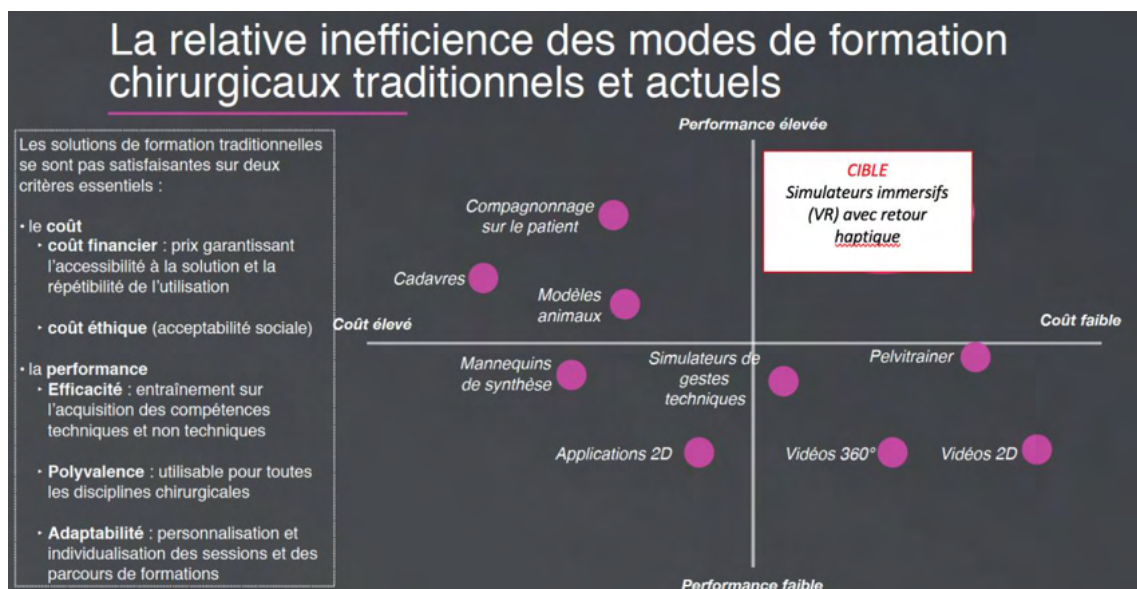 La relative inefficience des modes de formation
chirurgicaux traditionnels et actuels
Les solutions de formation traditionnelles
se sont pas satisfaisantes sur deux
critères essentiels :
• le coût
‣ coût financier : prix garantissant
l'accessibilité à la solution et la
répétibilité de l'utilisation
‣ coût éthique (acceptabilité sociale)
• la performance
‣ Efficacité : entraînement sur
l'acquisition des compétences
techniques et non techniques
‣ Polyvalence : utilisable pour toutes
les disciplines chirurgicales
‣ Adaptabilité : personnalisation et
individualisation des sessions et des
parcours de formations
Performance élevée
CIBLE
Simulateurs immersifs
(VR) avec retour
haptique
Compagnonnage
sur le patient
Cadavres
Modèles
animaux
Coût élevé
Coût faible
Mannequins
de synthèse
Simulateurs de
gestes
techniques
Pelvitrainer
Applications 2D
Vidéos 360°
Vidéos 2D
Performance faible